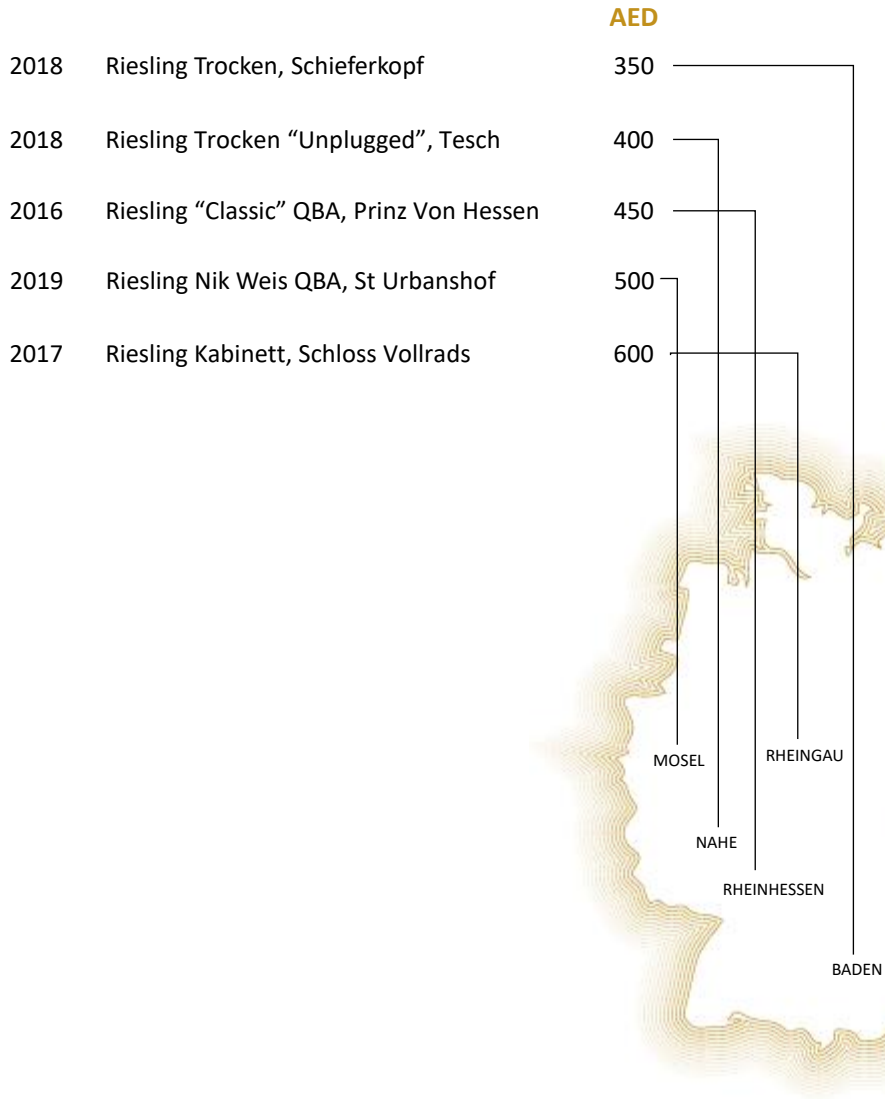 AED
2018 Riesling Trocken, Schieferkopf 350
2018 Riesling Trocken “Unplugged”, Tesch 400
2016 Riesling “Classic” QBA, Prinz Von Hessen 450
2019 Riesling Nik Weis QBA, St Urbanshof 500
2017 Riesling Kabinett, Schloss Vollrads 600
MOSEL RHEINGAU
NAHE
RHEINHESSEN
BADEN